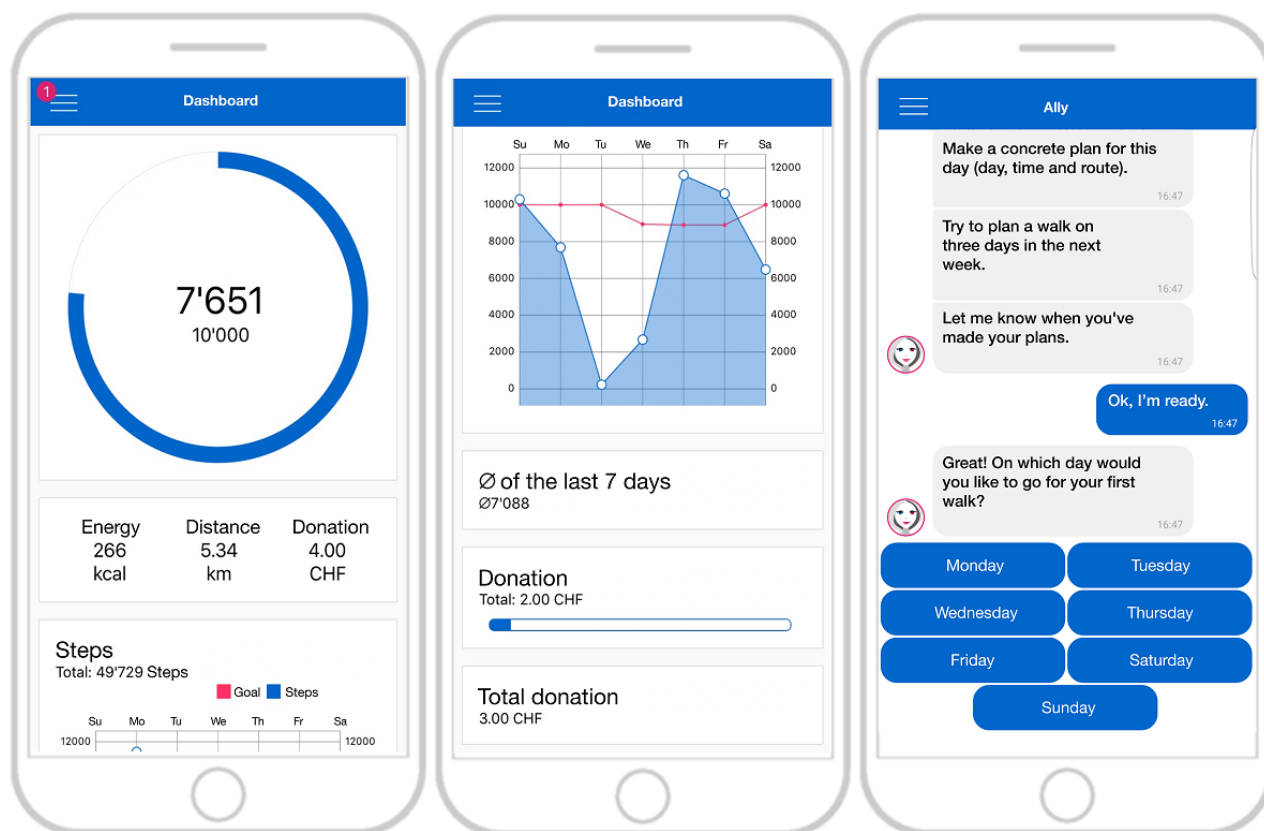 1
Dashboard
7'651
10'000
Energy
266
kcal
Distance
5.34
km
Donation
4.00
CHF
Steps
Total: 49'729 Steps
Goal Steps
Su Mo Tu We Th Fr Sa
12000 12000
Dashboard
Su Mo Tu We Th Fr Sa
12000 12000
10000 10000
8000 8000
6000 6000
4000 4000
2000 2000
0 0
Ø of the last 7 days
Ø7'088
Donation
Total: 2.00 CHF
Total donation
3.00 CHF
Ally
Make a concrete plan for this
day (day, time and route).
16:47
Try to plan a walk on
three days in the next
week.
16:47
Let me know when you've
made your plans.
16:47
Ok, I'm ready.
16:47
Great! On which day would
you like to go for your first
walk?
16:47
Monday Tuesday
Wednesday Thursday
Friday Saturday
Sunday